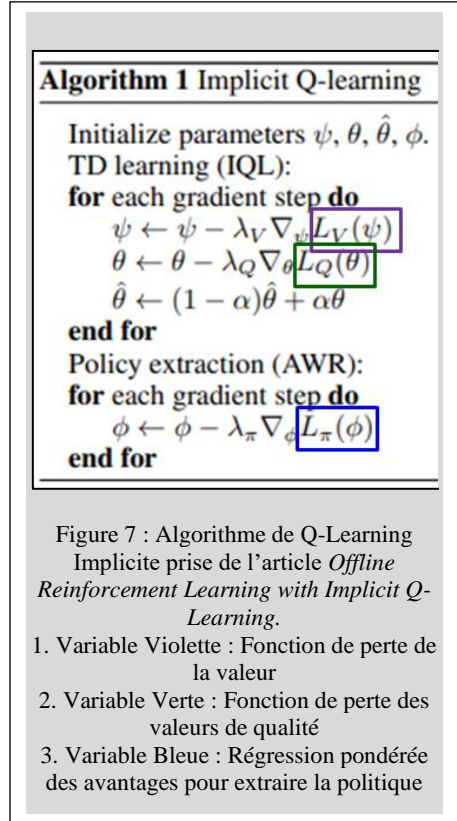 Algorithm 1 Implicit Q-learning
Initialize parameters ψ, θ, θ̂, ϕ.
TD learning (IQL):
for each gradient step do
ψ ← ψ − λ_V ∇_ψ L_V(ψ)
θ ← θ − λ_Q ∇_θ L_Q(θ)
θ̂ ← (1 − α)θ̂ + αθ
end for
Policy extraction (AWR):
for each gradient step do
ϕ ← ϕ − λ_π ∇_ϕ L_π(ϕ)
end for
Figure 7 : Algorithme de Q-Learning
Implicite prise de l’article Offline
Reinforcement Learning with Implicit Q-
Learning.
1. Variable Violette : Fonction de perte de
la valeur
2. Variable Verte : Fonction de perte des
valeurs de qualité
3. Variable Bleue : Régression pondérée
des avantages pour extraire la politique